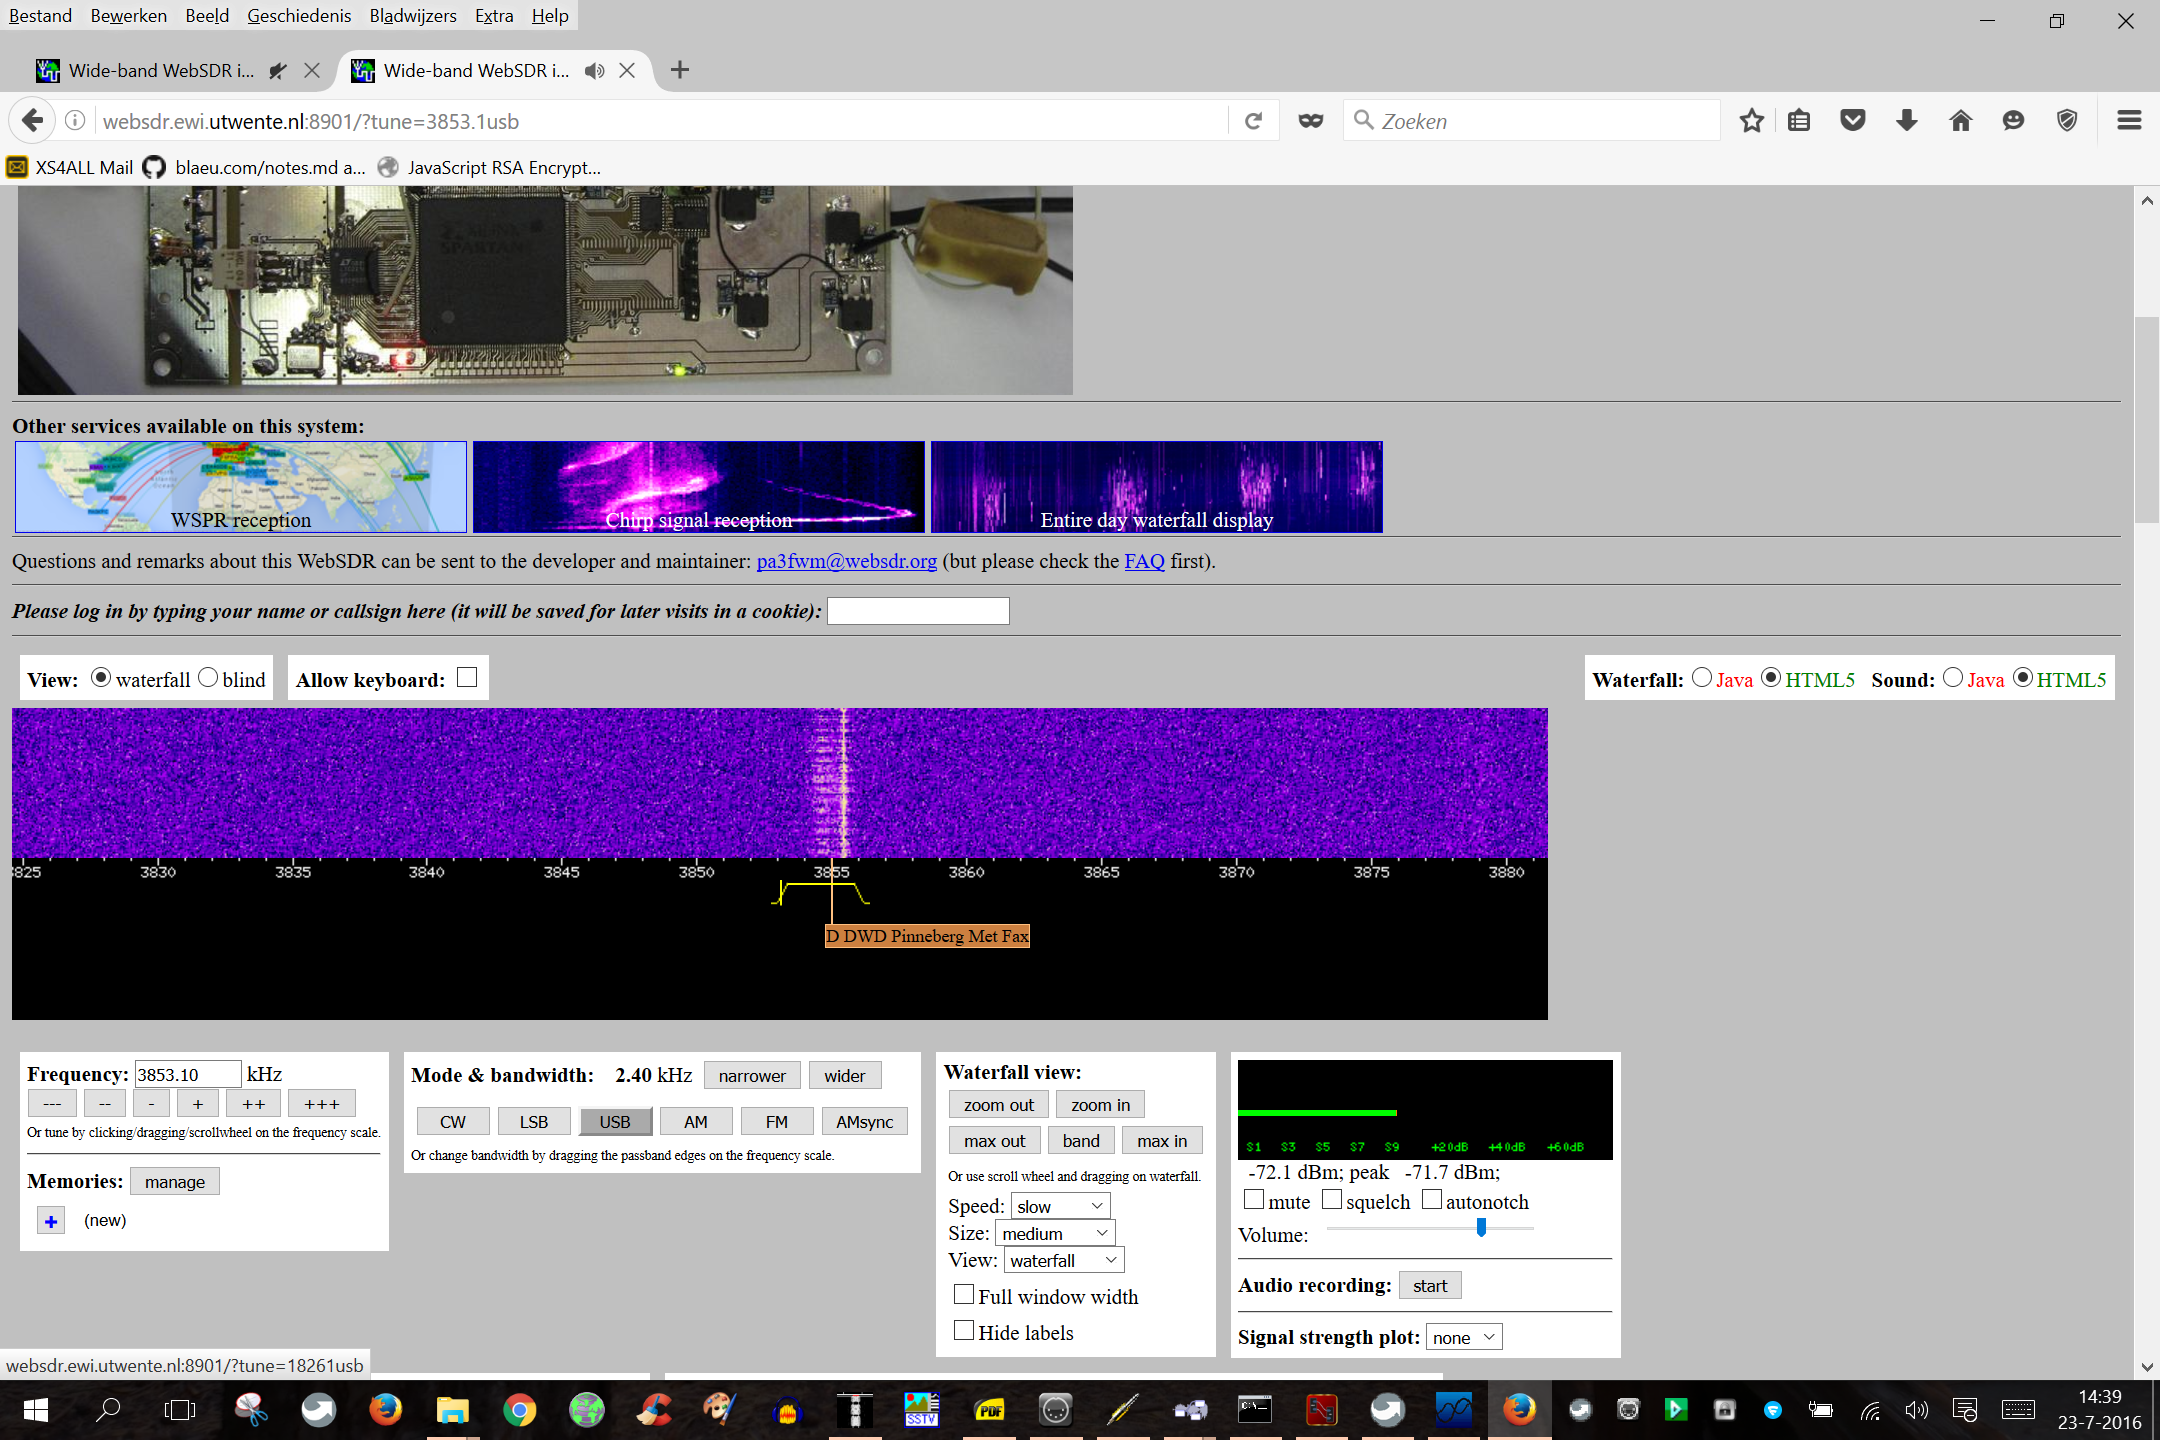 Bestand Bewerken Beeld Geschiedenis Bladwijzers Extra Help
Wide-band WebSDR i... Wide-band WebSDR i...
websdr.ewi.utwente.nl:8901/?tune=3853.1usb Zoeken
XS4ALL Mail blaeu.com/notes.md a... JavaScript RSA Encrypt...
SPARTAN
Other services available on this system:
WSPR reception Chirp signal reception Entire day waterfall display
Questions and remarks about this WebSDR can be sent to the developer and maintainer: pa3fwm@websdr.org (but please check the FAQ first).
Please log in by typing your name or callsign here (it will be saved for later visits in a cookie):
View: waterfall blind Allow keyboard: Waterfall: Java HTML5 Sound: Java HTML5
3825 3830 3835 3840 3845 3850 3855 3860 3865 3870 3875 3880
D DWD Pinneberg Met Fax
Frequency: 3853.10 kHz
--- -- - + ++ +++
Or tune by clicking/dragging/scrollwheel on the frequency scale.
Memories: manage
+ (new)
Mode & bandwidth: 2.40 kHz narrower wider
CW LSB USB AM FM AMsync
Or change bandwidth by dragging the passband edges on the frequency scale.
Waterfall view:
zoom out zoom in
max out band max in
Or use scroll wheel and dragging on waterfall.
Speed: slow
Size: medium
View: waterfall
Full window width
Hide labels
S1 S3 S5 S7 S9 +20dB +40dB +60dB
-72.1 dBm; peak -71.7 dBm;
mute squelch autonotch
Volume:
Audio recording: start
Signal strength plot: none
websdr.ewi.utwente.nl:8901/?tune=18261usb
SSTV PDF
14:39
23-7-2016